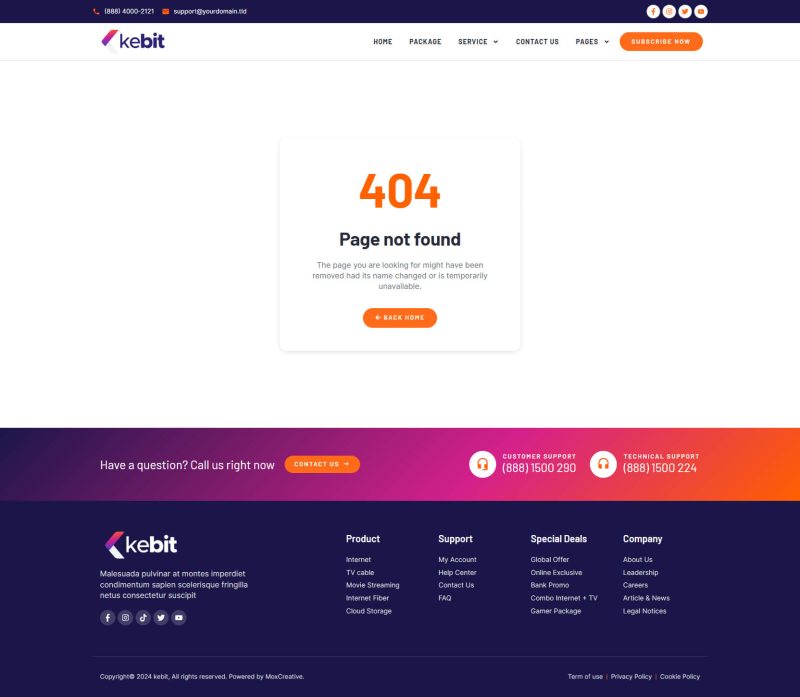 (888) 4000-2121 support@yourdomain.tld
kebit
HOME PACKAGE SERVICE CONTACT US PAGES SUBSCRIBE NOW
404
Page not found
The page you are looking for might have been
removed had its name changed or is temporarily
unavailable.
BACK HOME
Have a question? Call us right now
CONTACT US
CUSTOMER SUPPORT
(888) 1500 290
TECHNICAL SUPPORT
(888) 1500 224
kebit
Malesuada pulvinar at montes imperdiet
condimentum sapien scelerisque fringilla
netus consectetur suscipit
Product
Internet
TV cable
Movie Streaming
Internet Fiber
Cloud Storage
Support
My Account
Help Center
Contact Us
FAQ
Special Deals
Global Offer
Online Exclusive
Bank Promo
Combo Internet + TV
Gamer Package
Company
About Us
Leadership
Careers
Article & News
Legal Notices
Copyright© 2024 kebit, All rights reserved. Powered by MoxCreative.
Term of use | Privacy Policy | Cookie Policy